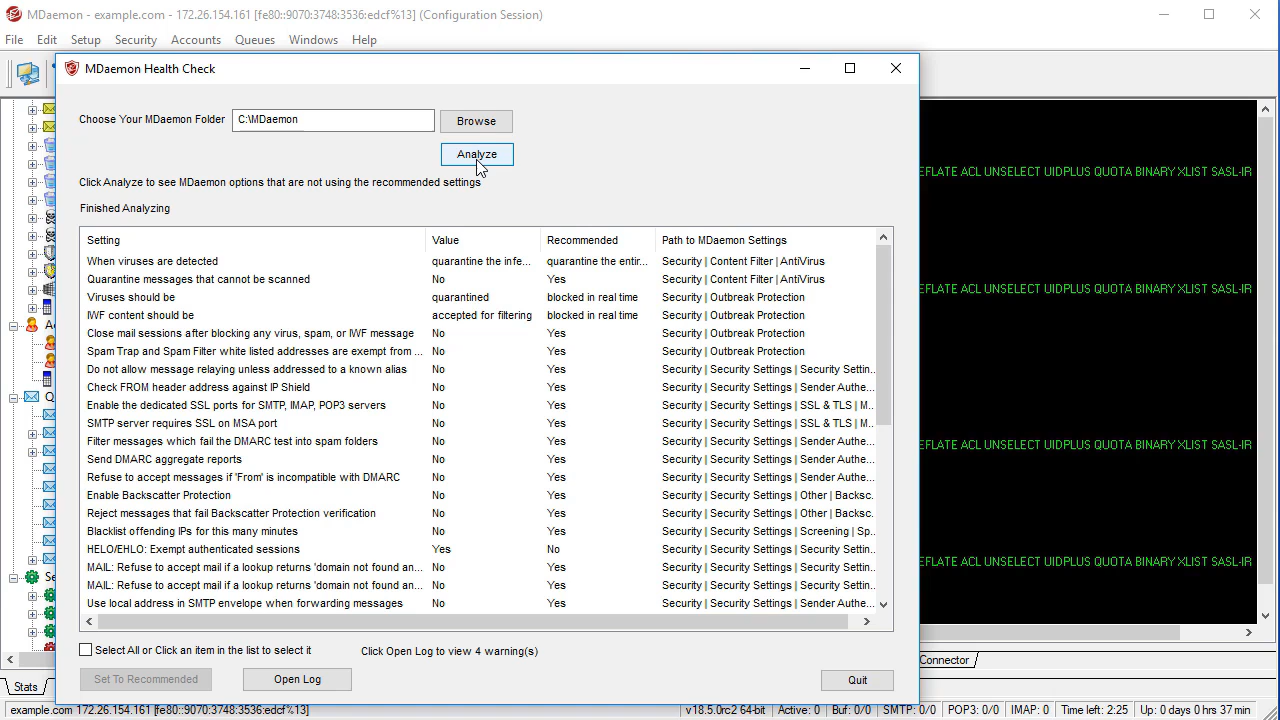 MDaemon - example.com - 172.26.154.161 [fe80::9070:3748:3536:edcf%13] (Configuration Session)
File Edit Setup Security Accounts Queues Windows Help
MDaemon Health Check
Choose Your MDaemon Folder C:\MDaemon Browse
Analyze
Click Analyze to see MDaemon options that are not using the recommended settings
Finished Analyzing
Setting Value Recommended Path to MDaemon Settings
When viruses are detected quarantine the infe... quarantine the entir... Security | Content Filter | AntiVirus
Quarantine messages that cannot be scanned No Yes Security | Content Filter | AntiVirus
Viruses should be quarantined blocked in real time Security | Outbreak Protection
IWF content should be accepted for filtering blocked in real time Security | Outbreak Protection
Close mail sessions after blocking any virus, spam, or IWF message No Yes Security | Outbreak Protection
Spam Trap and Spam Filter white listed addresses are exempt from ... No Yes Security | Outbreak Protection
Do not allow message relaying unless addressed to a known alias No Yes Security | Security Settings | Security Settin...
Check FROM header address against IP Shield No Yes Security | Security Settings | Sender Authe...
Enable the dedicated SSL ports for SMTP, IMAP, POP3 servers No Yes Security | Security Settings | SSL & TLS | M...
SMTP server requires SSL on MSA port No Yes Security | Security Settings | SSL & TLS | M...
Filter messages which fail the DMARC test into spam folders No Yes Security | Security Settings | Sender Authe...
Send DMARC aggregate reports No Yes Security | Security Settings | Sender Authe...
Refuse to accept messages if 'From' is incompatible with DMARC No Yes Security | Security Settings | Sender Authe...
Enable Backscatter Protection No Yes Security | Security Settings | Other | Backsc...
Reject messages that fail Backscatter Protection verification No Yes Security | Security Settings | Other | Backsc...
Blacklist offending IPs for this many minutes No Yes Security | Security Settings | Screening | Sp...
HELO/EHLO: Exempt authenticated sessions Yes No Security | Security Settings | Security Settin...
MAIL: Refuse to accept mail if a lookup returns 'domain not found an... No Yes Security | Security Settings | Security Settin...
MAIL: Refuse to accept mail if a lookup returns 'domain not found an... No Yes Security | Security Settings | Security Settin...
Use local address in SMTP envelope when forwarding messages No Yes Security | Security Settings | Sender Authe...
Select All or Click an item in the list to select it Click Open Log to view 4 warning(s)
Set To Recommended Open Log Quit
EFLATE ACL UNSELECT UIDPLUS QUOTA BINARY XLIST SASL-IR
EFLATE ACL UNSELECT UIDPLUS QUOTA BINARY XLIST SASL-IR
EFLATE ACL UNSELECT UIDPLUS QUOTA BINARY XLIST SASL-IR
EFLATE ACL UNSELECT UIDPLUS QUOTA BINARY XLIST SASL-IR
A
Q
Se
Connector
Stats
example.com 172.26.154.161 [fe80::9070:3748:3536:edcf%13] v18.5.0rc2 64-bit Active: 0 Buf: 0/0 SMTP: 0/0 POP3: 0/0 IMAP: 0 Time left: 2:25 Up: 0 days 0 hrs 37 min